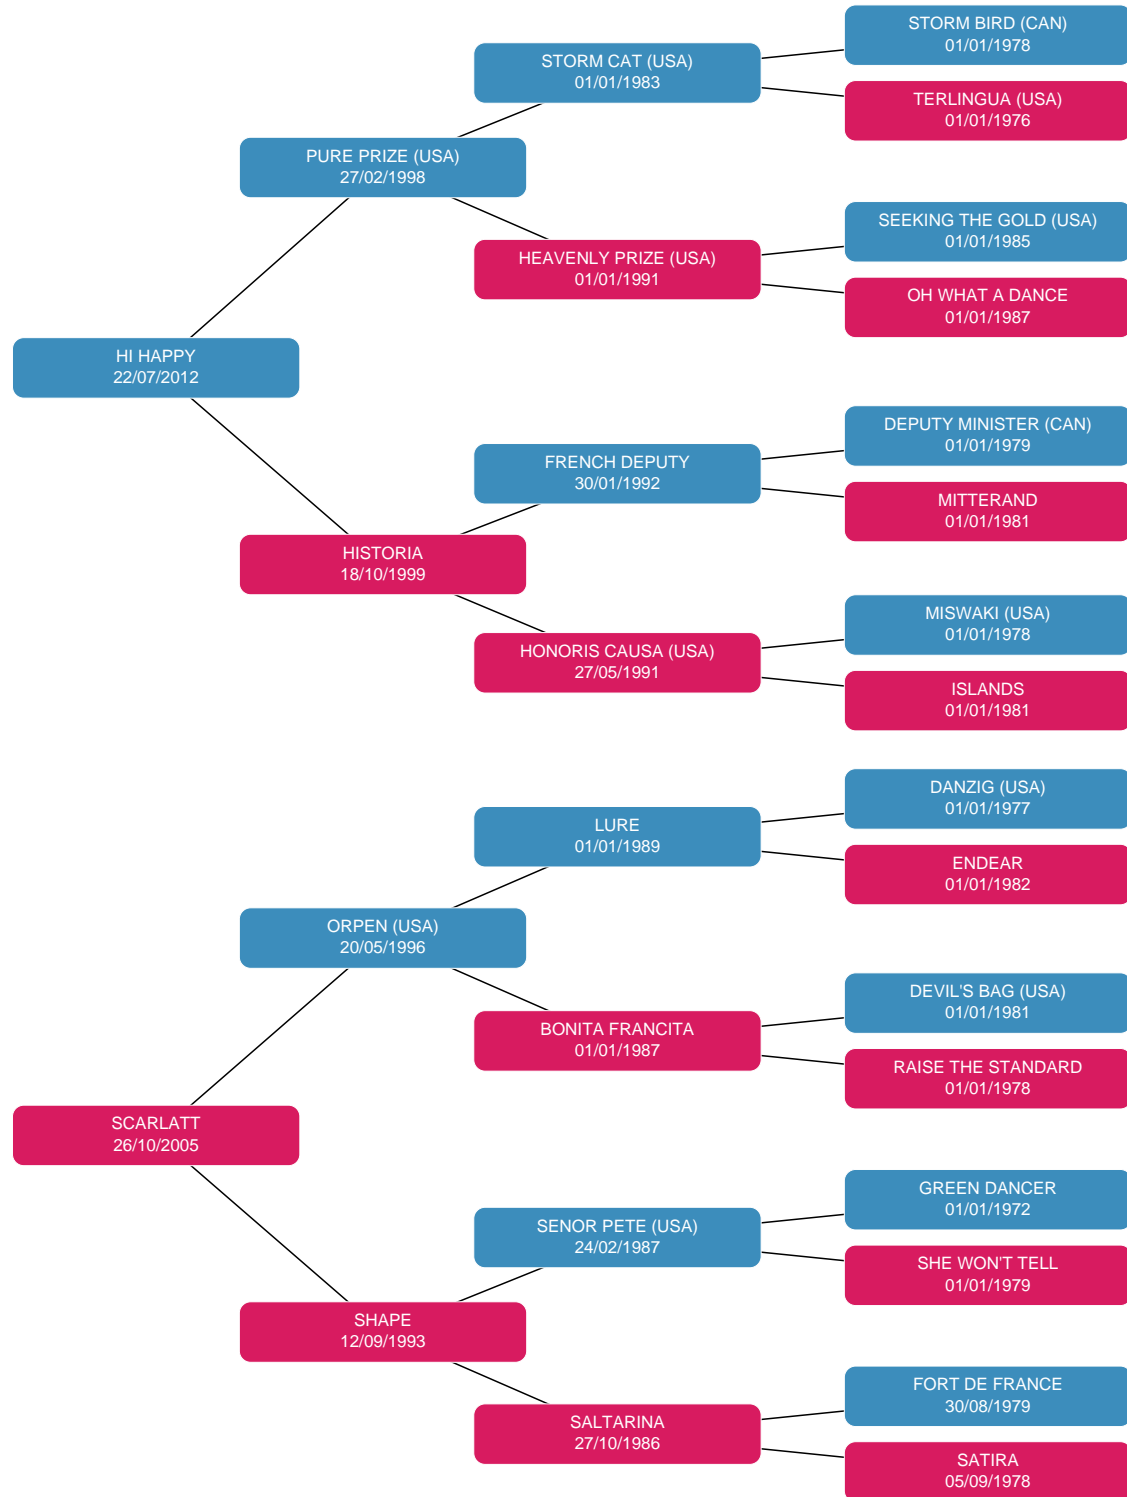 STORM BIRD (CAN)
01/01/1978
STORM CAT (USA)
01/01/1983
TERLINGUA (USA)
01/01/1976
PURE PRIZE (USA)
27/02/1998
SEEKING THE GOLD (USA)
01/01/1985
HEAVENLY PRIZE (USA)
01/01/1991
OH WHAT A DANCE
01/01/1987
HI HAPPY
22/07/2012
DEPUTY MINISTER (CAN)
01/01/1979
FRENCH DEPUTY
30/01/1992
MITTERAND
01/01/1981
HISTORIA
18/10/1999
MISWAKI (USA)
01/01/1978
HONORIS CAUSA (USA)
27/05/1991
ISLANDS
01/01/1981
DANZIG (USA)
01/01/1977
LURE
01/01/1989
ENDEAR
01/01/1982
ORPEN (USA)
20/05/1996
DEVIL'S BAG (USA)
01/01/1981
BONITA FRANCITA
01/01/1987
RAISE THE STANDARD
01/01/1978
SCARLATT
26/10/2005
GREEN DANCER
01/01/1972
SENOR PETE (USA)
24/02/1987
SHE WON'T TELL
01/01/1979
SHAPE
12/09/1993
FORT DE FRANCE
30/08/1979
SALTARINA
27/10/1986
SATIRA
05/09/1978